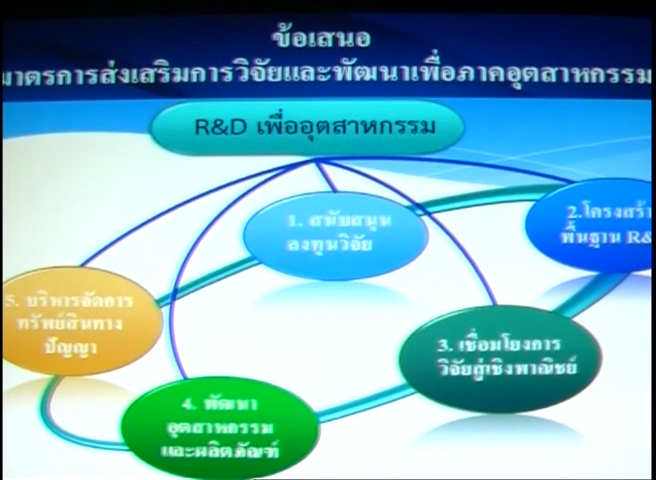 ข้อเสนอ
มาตรการส่งเสริมการวิจัยและพัฒนาเพื่อภาคอุตสาหกรรม
R&D เพื่ออุตสาหกรรม
1. สนับสนุน
ลงทุนวิจัย
2.โครงสร้า
พื้นฐาน R&
3. เชื่อมโยงการ
วิจัยสู่เชิงพาณิชย์
4. พัฒนา
อุตสาหกรรม
และผลิตภัณฑ์
5. บริหารจัดการ
ทรัพย์สินทาง
ปัญญา